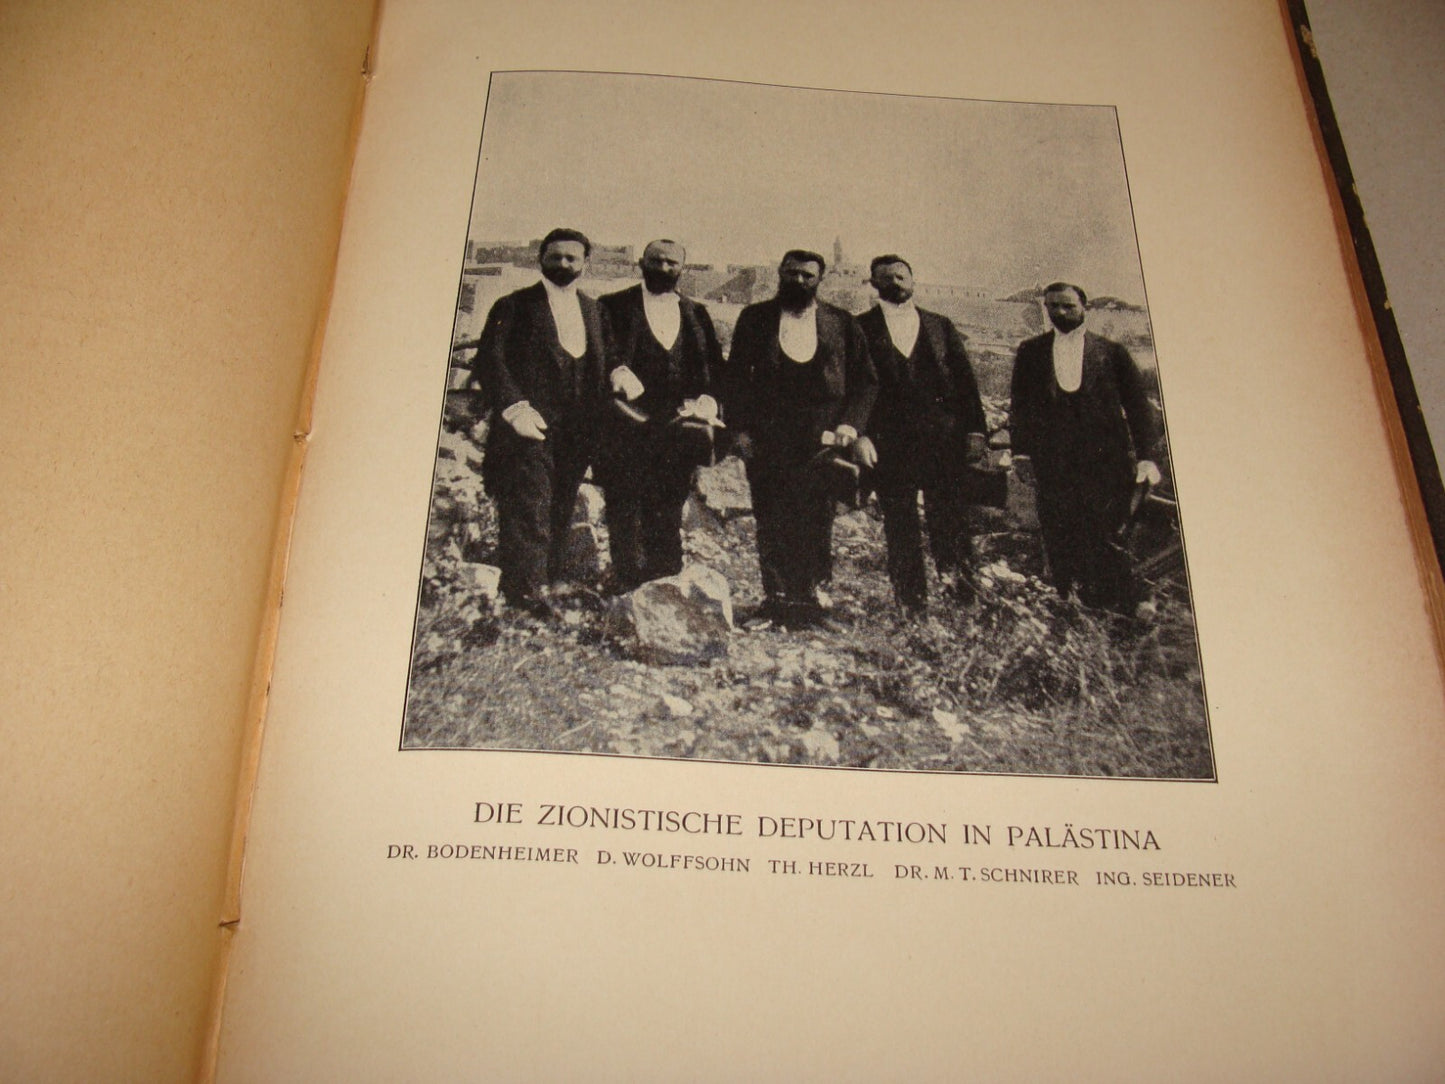 DIE ZIONISTISCHE DEPUTATION IN PALÄSTINA
DR. BODENHEIMER D. WOLFFSOHN TH. HERZL DR. M. T. SCHNIRER ING. SEIDENER